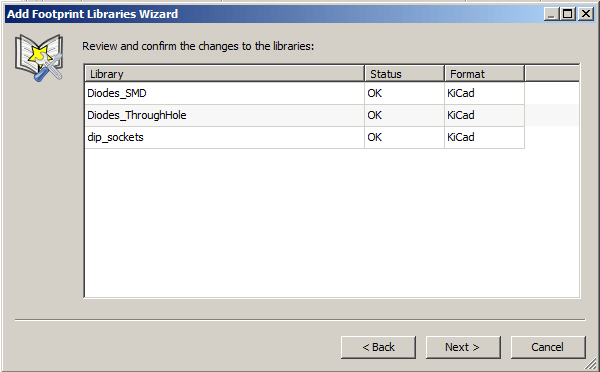 Add Footprint Libraries Wizard
Review and confirm the changes to the libraries:
Library Status Format
Diodes_SMD OK KiCad
Diodes_ThroughHole OK KiCad
dip_sockets OK KiCad
< Back Next > Cancel